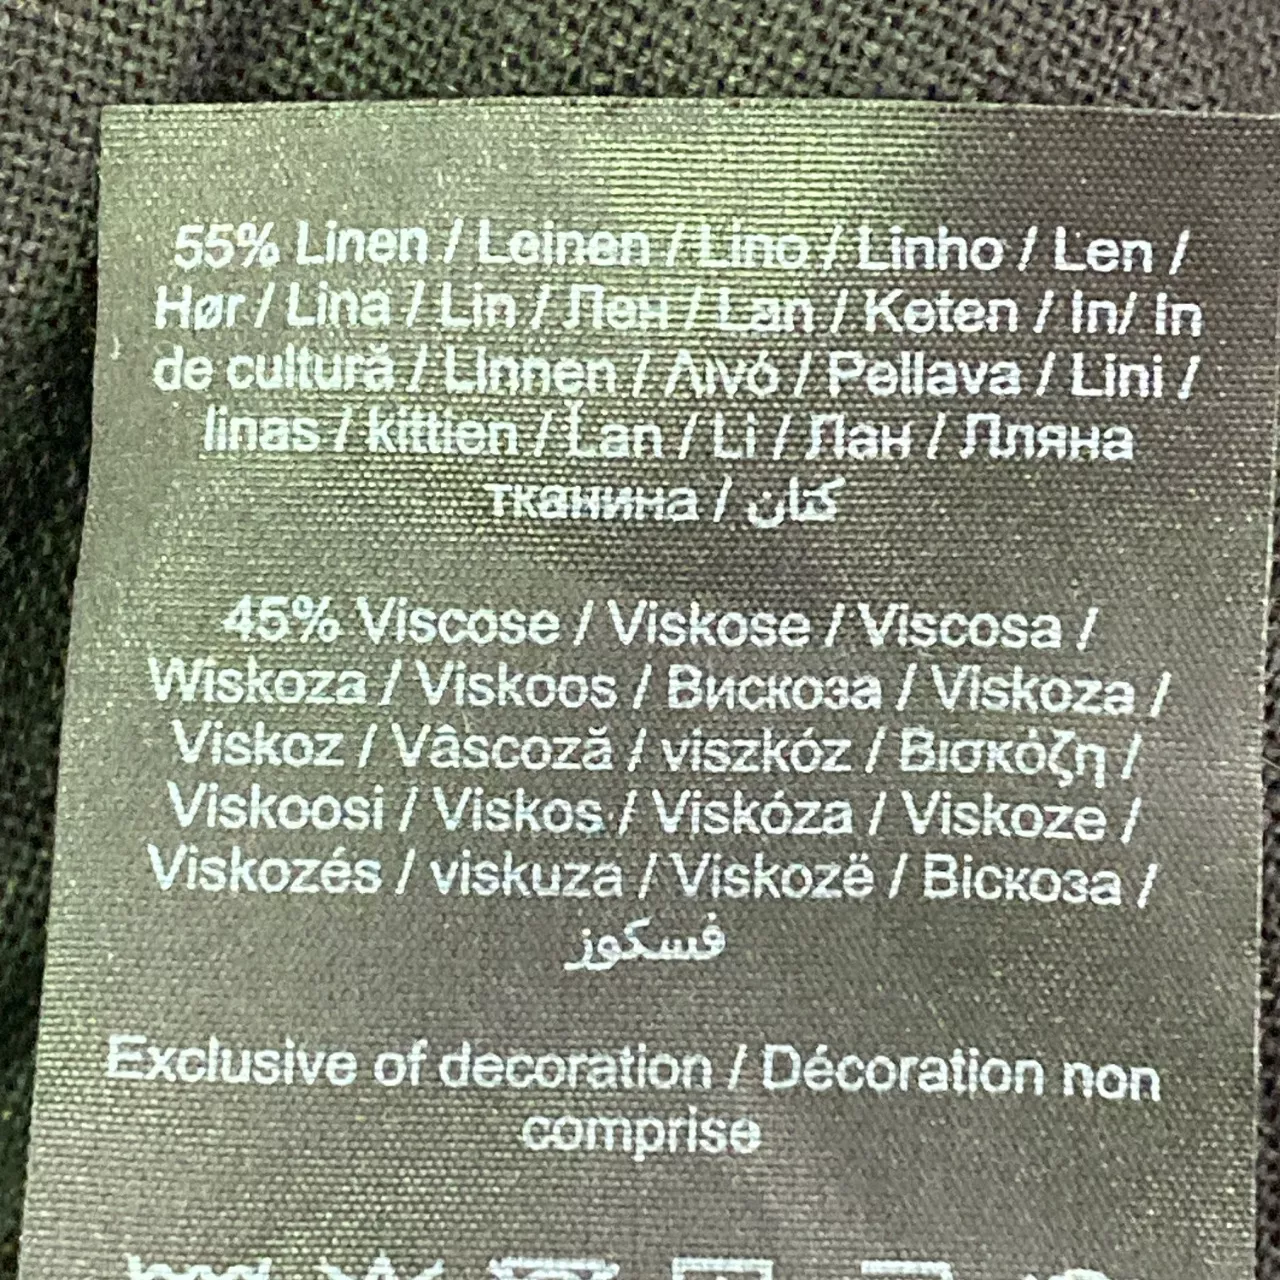 55% Linen / Leinen / Lino / Linho / Len /
Hør / Lina / Lin / Лен / Lan / Keten / In/ in
de cultură / Linnen / Λινό / Pellava / Lini /
linas / kittien / Ľan / Li / Лан / Лляна
тканина / كتان
45% Viscose / Viskose / Viscosa /
Wiskoza / Viskoos / Вискоза / Viskoza /
Viskoz / Vâscoză / viszkóz / Βισκόζη /
Viskoosi / Viskos / Viskóza / Viskoze /
Viskozés / viskuza / Viskozë / Віскоза /
فسكوز
Exclusive of decoration / Décoration non
comprise